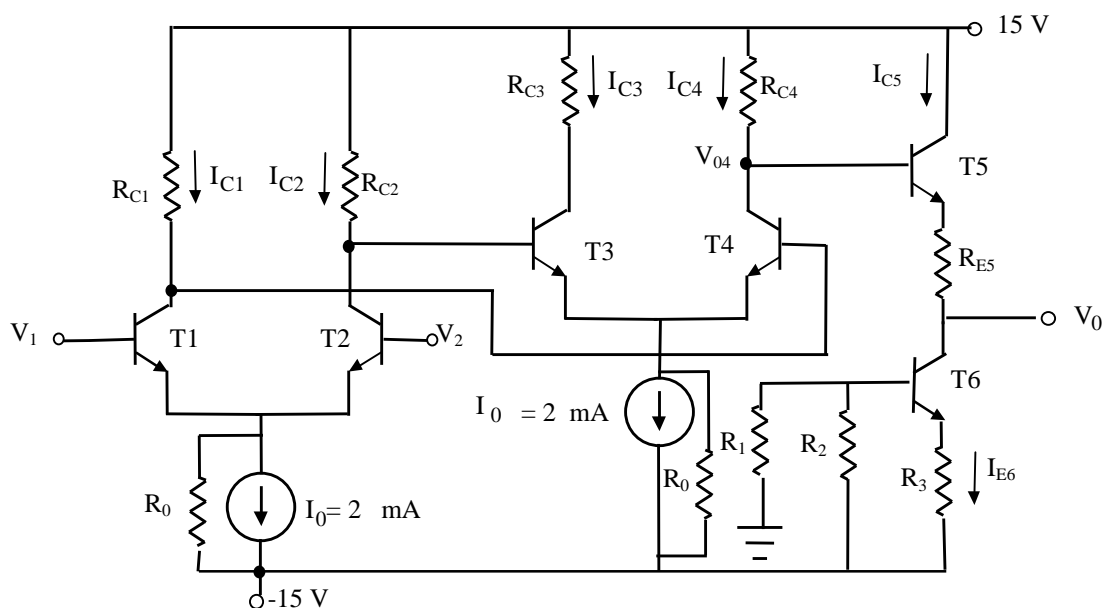 15 V
R_C3
I_C3
I_C4
R_C4
I_C5
V_04
T5
R_C1
I_C1
I_C2
R_C2
T3
T4
R_E5
V_1
T1
T2
V_2
V_0
T6
I_0 = 2 mA
R_1
R_2
R_0
R_3
I_E6
R_0
I_0= 2 mA
-15 V